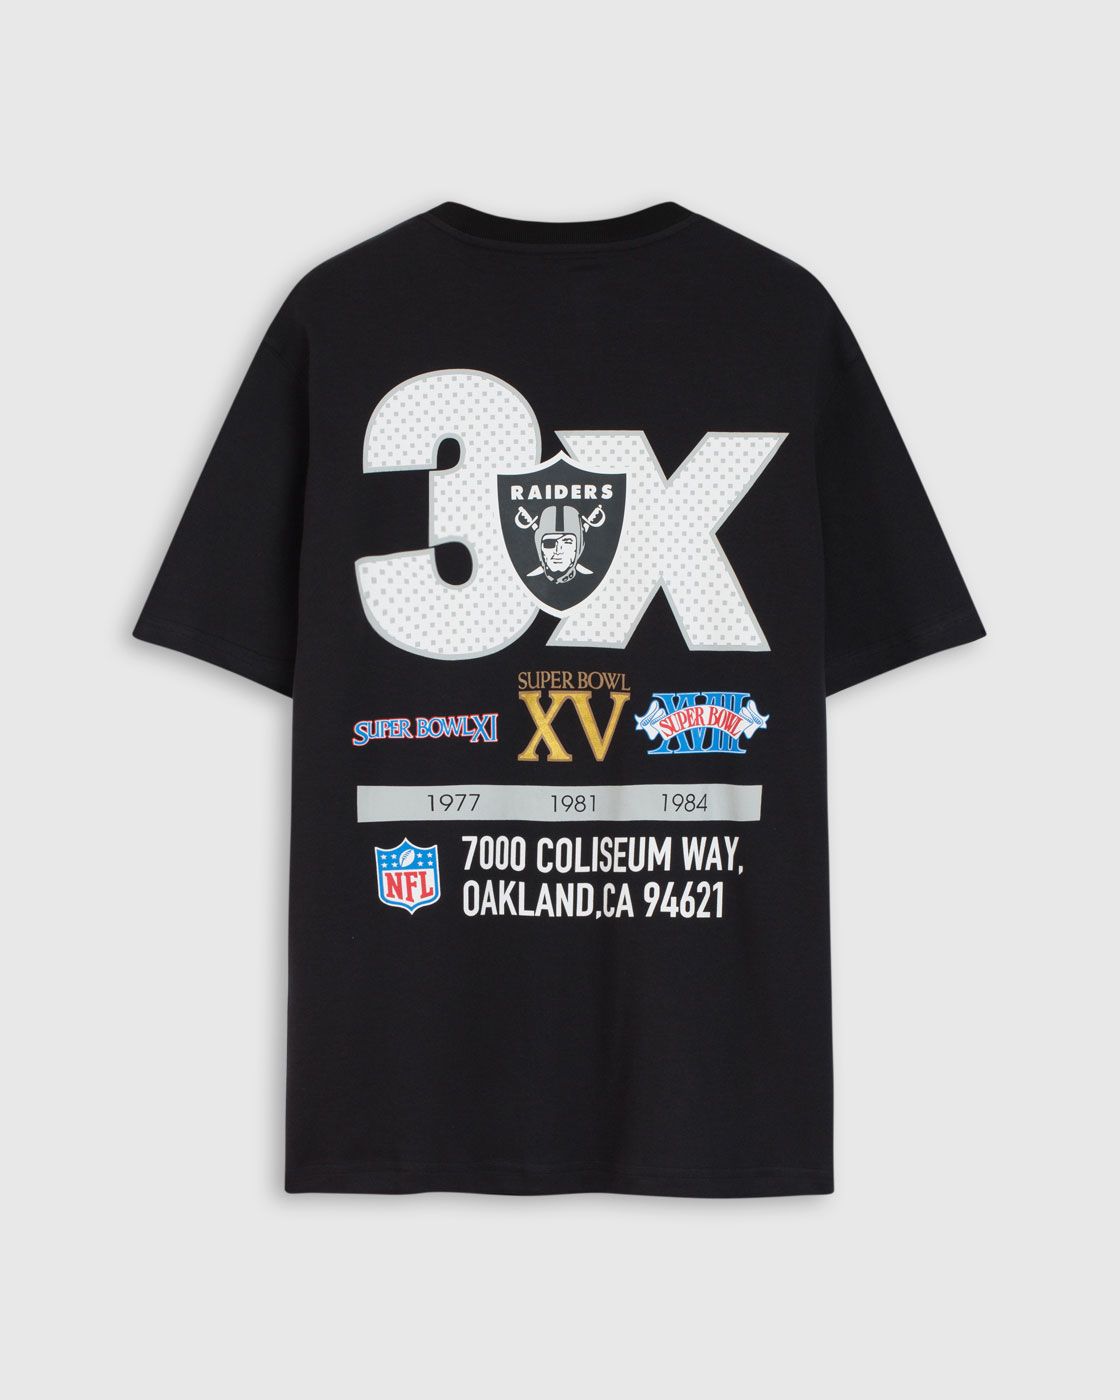 3x
RAIDERS
SUPER BOWL XI
SUPER BOWL
XV
SUPER BOWL
XVIII
1977 1981 1984
NFL
7000 COLISEUM WAY,
OAKLAND,CA 94621